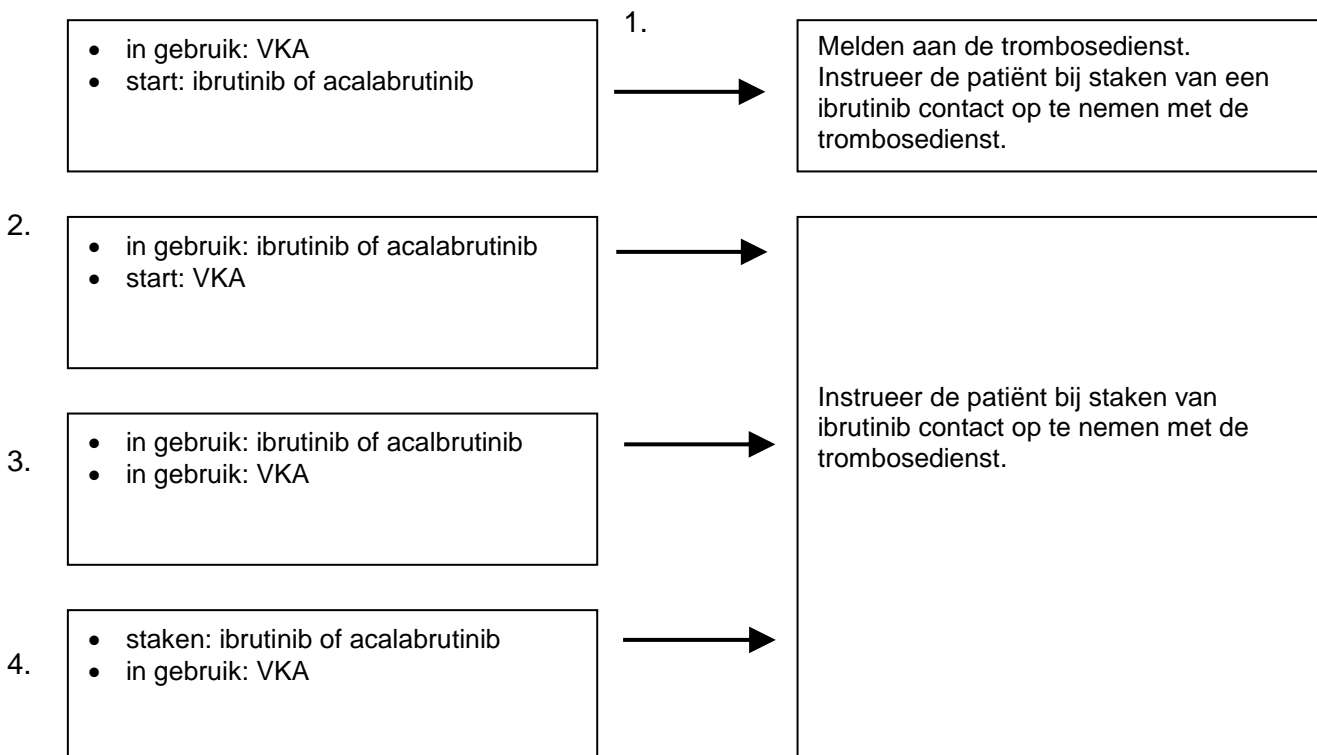 1.
• in gebruik: VKA
• start: ibrutinib of acalabrutinib
Melden aan de trombosedienst.
Instrueer de patiënt bij staken van een
ibrutinib contact op te nemen met de
trombosedienst.
2.
• in gebruik: ibrutinib of acalabrutinib
• start: VKA
3.
• in gebruik: ibrutinib of acalbrutinib
• in gebruik: VKA
Instrueer de patiënt bij staken van
ibrutinib contact op te nemen met de
trombosedienst.
4.
• staken: ibrutinib of acalabrutinib
• in gebruik: VKA